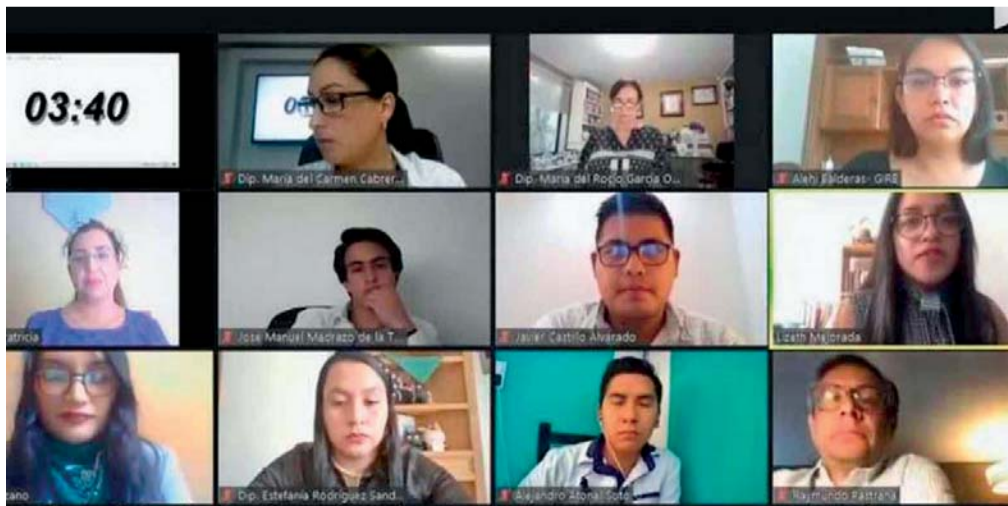 03:40
Dip. María del Carmen Cabrer...
Dip. María del Rocío García O...
Alehi Balderas- GIRE
atricia
José Manuel Madrazo de la T...
Javier Castillo Alvarado
Lizeth Mejorada
cano
Dip. Estefanía Rodríguez Sand...
Alejandro Atonal Soto
Raymundo Pastrana